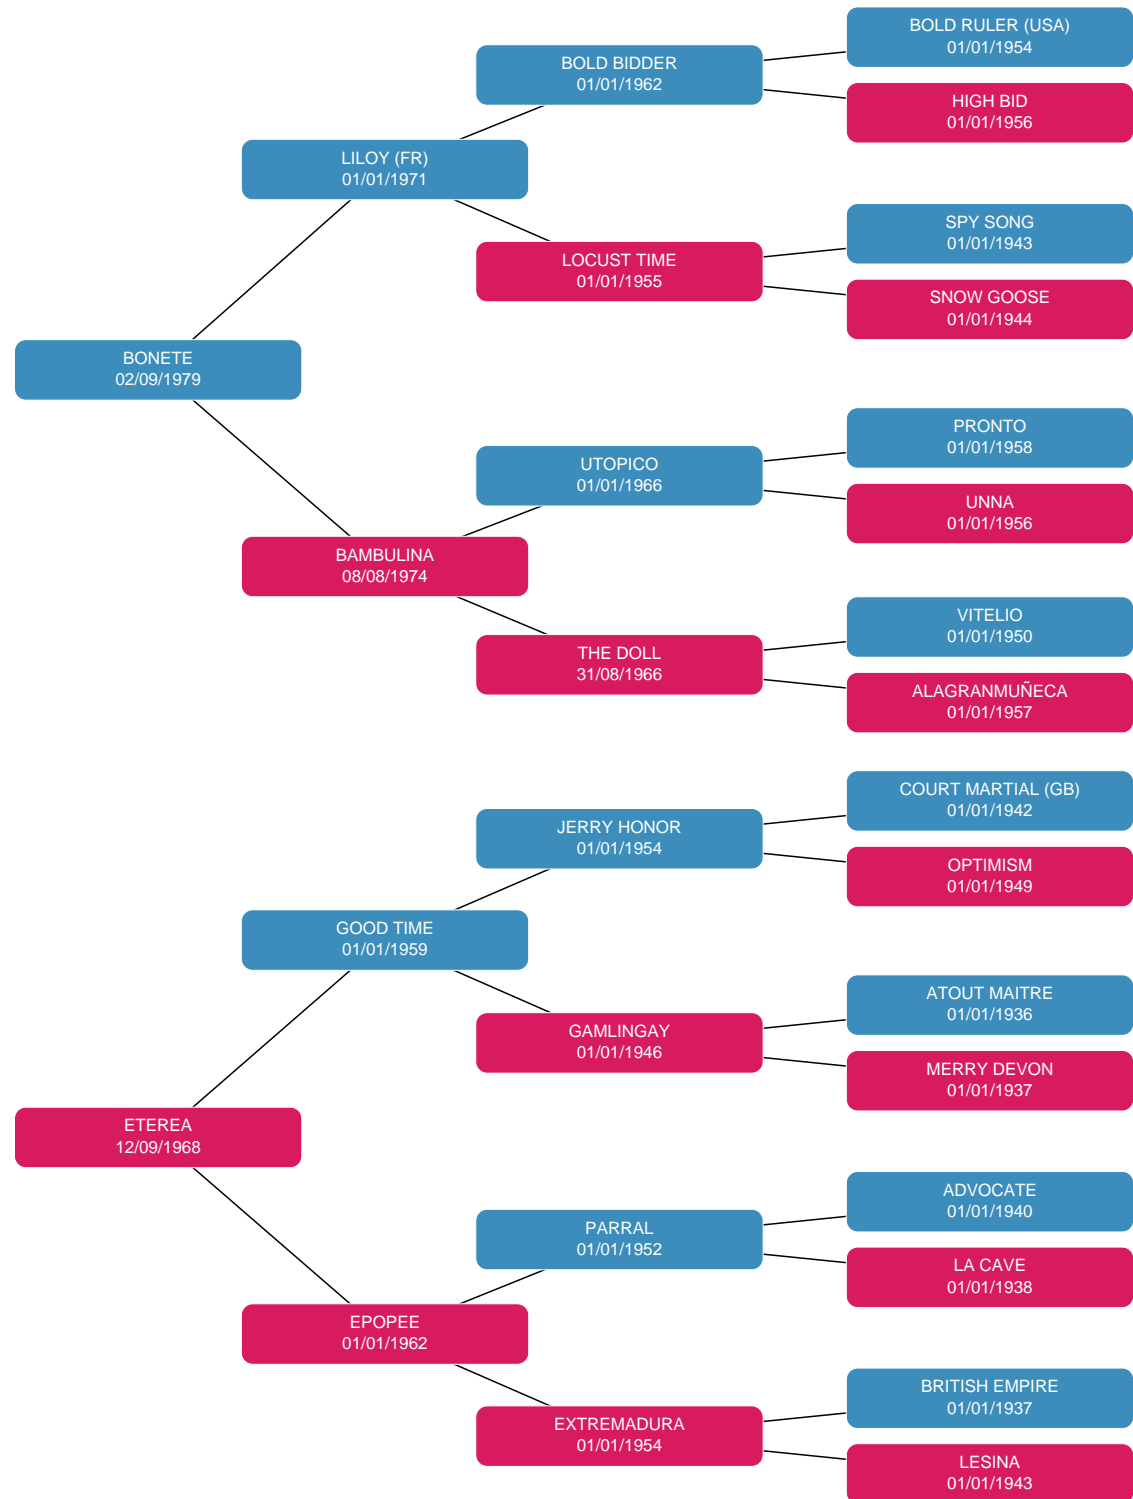 BOLD RULER (USA)
01/01/1954
BOLD BIDDER
01/01/1962
HIGH BID
01/01/1956
LILOY (FR)
01/01/1971
SPY SONG
01/01/1943
LOCUST TIME
01/01/1955
SNOW GOOSE
01/01/1944
BONETE
02/09/1979
PRONTO
01/01/1958
UTOPICO
01/01/1966
UNNA
01/01/1956
BAMBULINA
08/08/1974
VITELIO
01/01/1950
THE DOLL
31/08/1966
ALAGRANMUÑECA
01/01/1957
COURT MARTIAL (GB)
01/01/1942
JERRY HONOR
01/01/1954
OPTIMISM
01/01/1949
GOOD TIME
01/01/1959
ATOUT MAITRE
01/01/1936
GAMLINGAY
01/01/1946
MERRY DEVON
01/01/1937
ETEREA
12/09/1968
ADVOCATE
01/01/1940
PARRAL
01/01/1952
LA CAVE
01/01/1938
EPOPEE
01/01/1962
BRITISH EMPIRE
01/01/1937
EXTREMADURA
01/01/1954
LESINA
01/01/1943